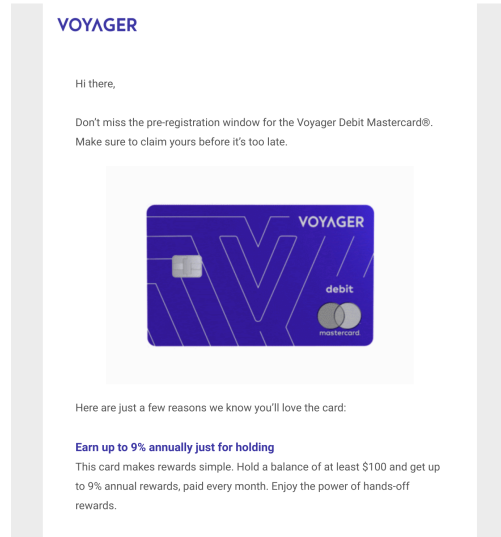 VOYAGER
Hi there,
Don't miss the pre-registration window for the Voyager Debit Mastercard®.
Make sure to claim yours before it's too late.
VOYAGER
debit
mastercard.
Here are just a few reasons we know you'll love the card:
Earn up to 9% annually just for holding
This card makes rewards simple. Hold a balance of at least $100 and get up
to 9% annual rewards, paid every month. Enjoy the power of hands-off
rewards.